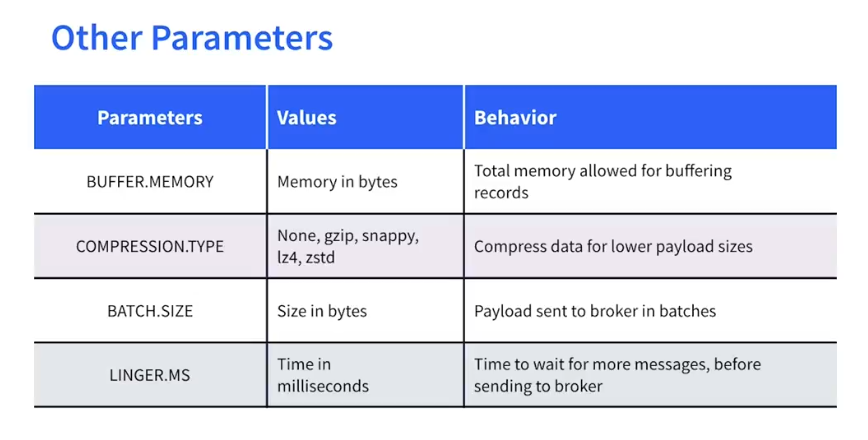 Other Parameters
Parameters Values Behavior
BUFFER.MEMORY Memory in bytes Total memory allowed for buffering
records
COMPRESSION.TYPE None, gzip, snappy,
lz4, zstd Compress data for lower payload sizes
BATCH.SIZE Size in bytes Payload sent to broker in batches
LINGER.MS Time in
milliseconds Time to wait for more messages, before
sending to broker